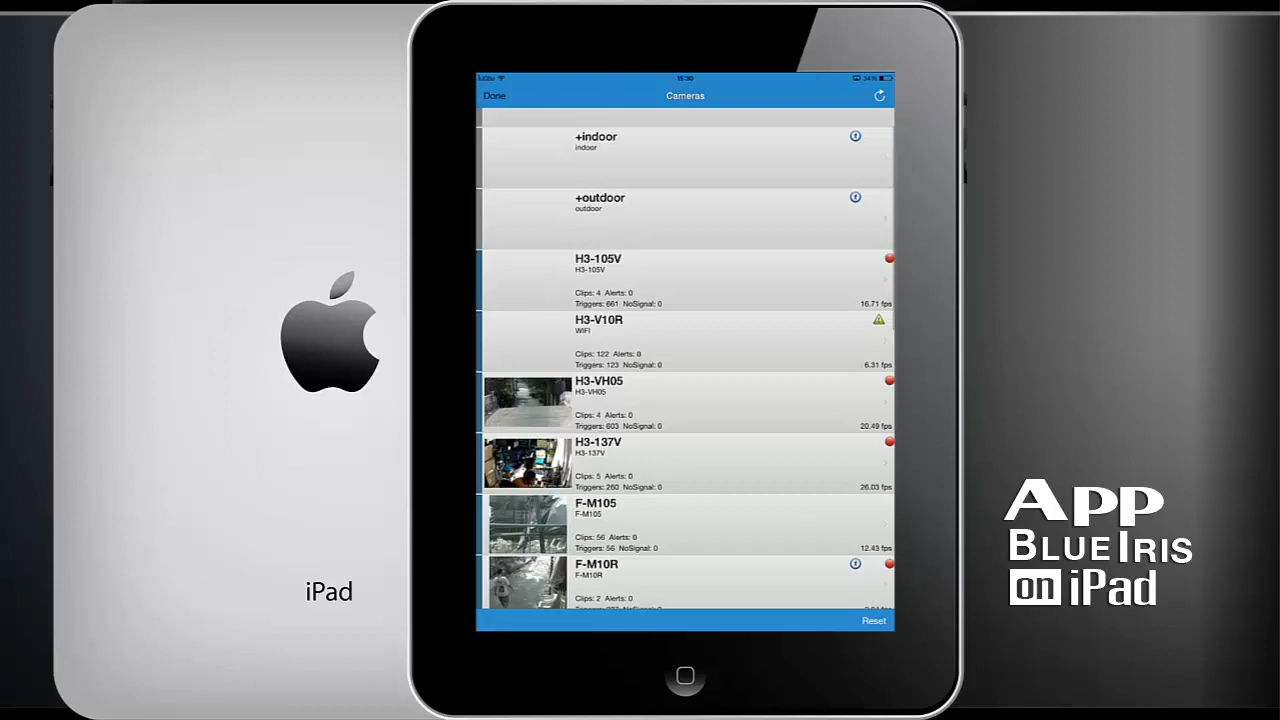 15:30
34%
Done
Cameras
+indoor
indoor
+outdoor
outdoor
H3-105V
H3-105V
Clips: 4 Alerts: 0
Triggers: 661 NoSignal: 0
16.71 fps
H3-V10R
WIFI
Clips: 122 Alerts: 0
Triggers: 123 NoSignal: 0
6.31 fps
H3-VH05
H3-VH05
Clips: 4 Alerts: 0
Triggers: 603 NoSignal: 0
20.49 fps
H3-137V
H3-137V
Clips: 5 Alerts: 0
Triggers: 260 NoSignal: 0
26.03 fps
F-M105
F-M105
Clips: 56 Alerts: 0
Triggers: 56 NoSignal: 0
12.43 fps
F-M10R
F-M10R
Clips: 2 Alerts: 0
Reset
iPad
App
Blue Iris
on iPad